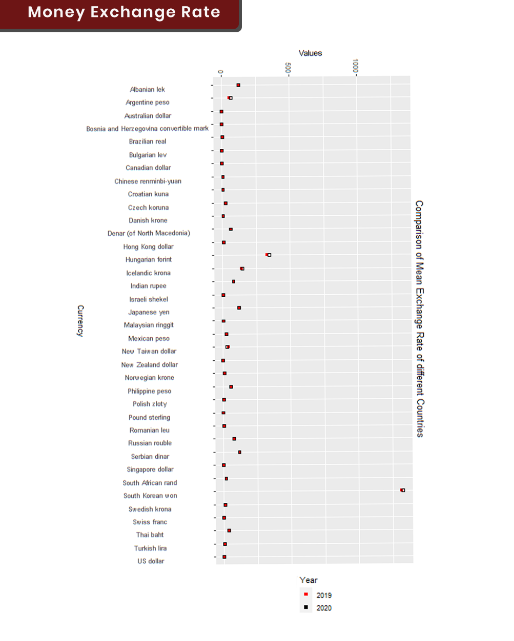 Money Exchange Rate
Values
0
500
1000
Albanian lek
Argentine peso
Australian dollar
Bosnia and Herzegovina convertible mark
Brazilian real
Bulgarian lev
Canadian dollar
Chinese renminbi-yuan
Croatian kuna
Czech koruna
Danish krone
Denar (of North Macedonia)
Hong Kong dollar
Hungarian forint
Icelandic krona
Indian rupee
Israeli shekel
Japanese yen
Malaysian ringgit
Mexican peso
New Taiwan dollar
New Zealand dollar
Norwegian krone
Philippine peso
Polish zloty
Pound sterling
Romanian leu
Russian rouble
Serbian dinar
Singapore dollar
South African rand
South Korean won
Swedish krona
Swiss franc
Thai baht
Turkish lira
US dollar
Currency
Comparison of Mean Exchange Rate of different Countries
Year
2019
2020